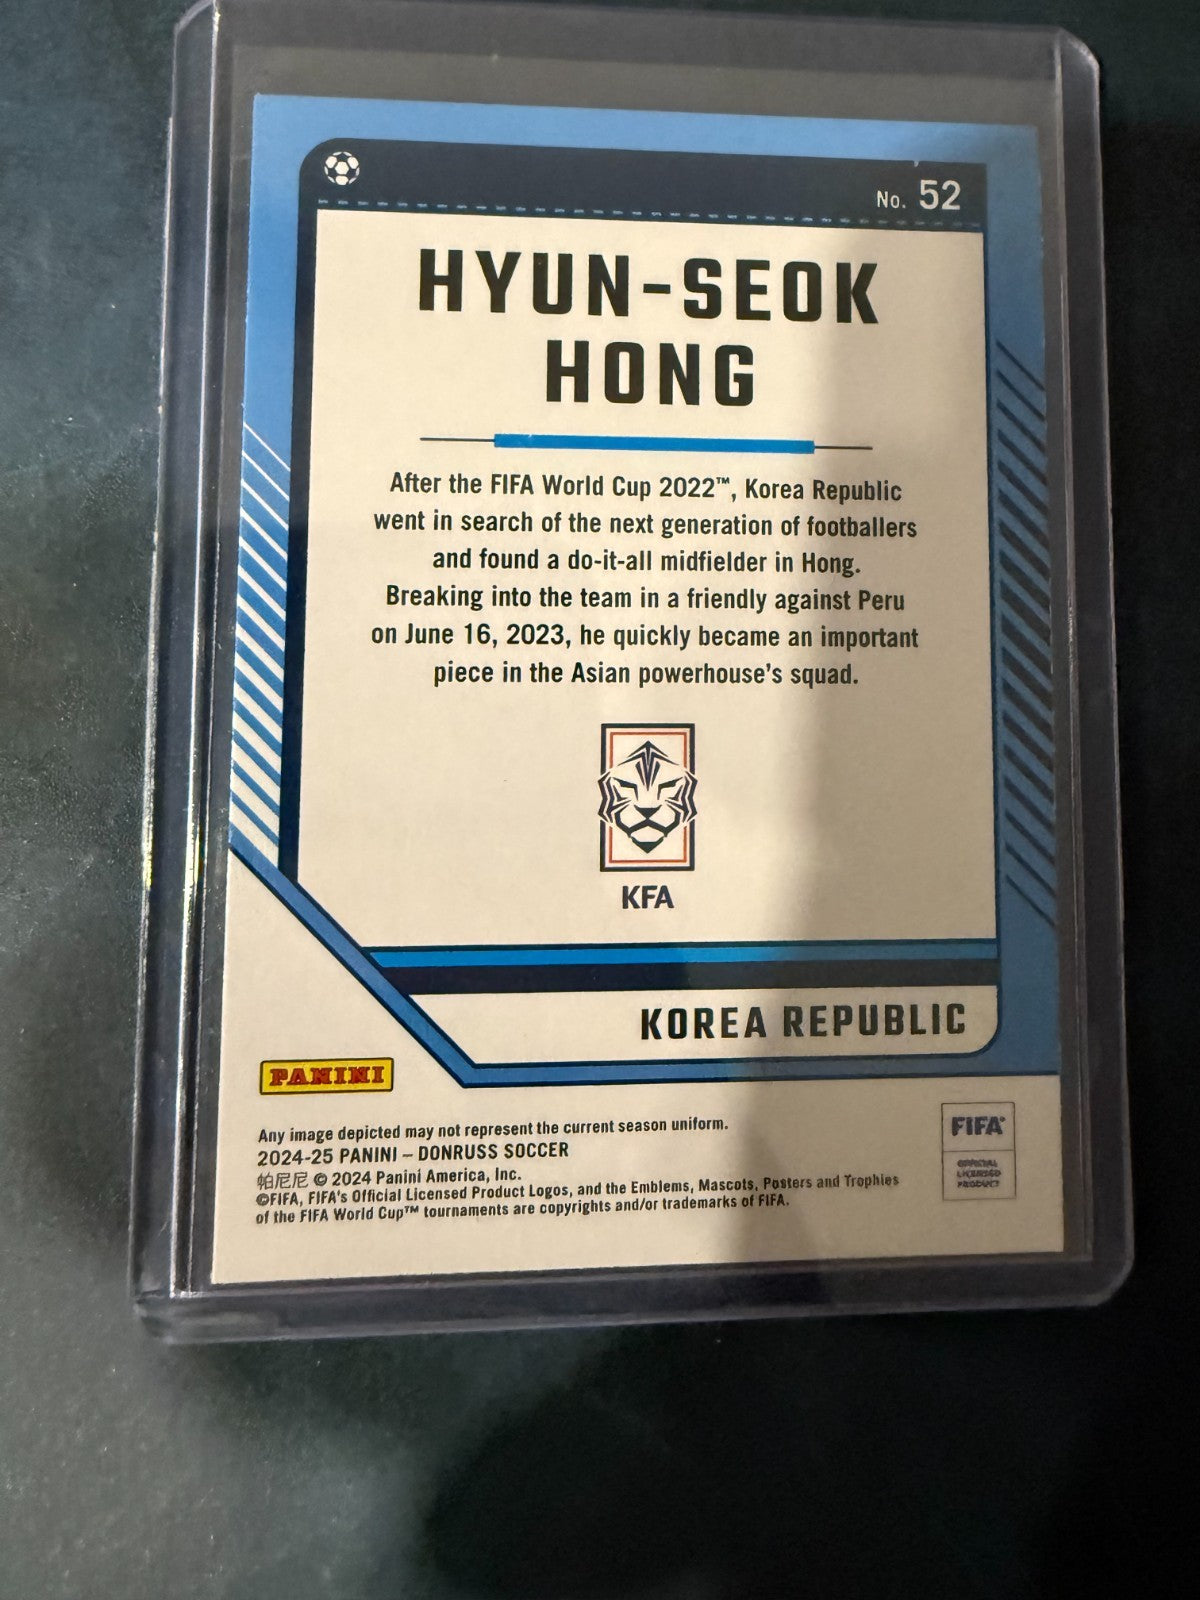 No. 52
HYUN-SEOK
HONG
After the FIFA World Cup 2022™, Korea Republic
went in search of the next generation of footballers
and found a do-it-all midfielder in Hong.
Breaking into the team in a friendly against Peru
on June 16, 2023, he quickly became an important
piece in the Asian powerhouse's squad.
KFA
KOREA REPUBLIC
PANINI
Any image depicted may not represent the current season uniform.
2024-25 PANINI – DONRUSS SOCCER
帕尼尼 © 2024 Panini America, Inc.
©FIFA, FIFA's Official Licensed Product Logos, and the Emblems, Mascots, Posters and Trophies
of the FIFA World Cup™ tournaments are copyrights and/or trademarks of FIFA.
FIFA®
OFFICIAL
LICENSED
PRODUCT